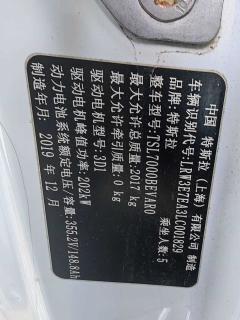 中国 特斯拉（上海）有限公司 制造
车辆识别代号:LRW3E7EA3LC001829
品牌:特斯拉 乘坐人数:5
整车型号:TSL7000BEVAR0
最大允许总质量:2017 kg
最大允许牵引质量:0 kg
驱动电机型号:3D1
驱动电机峰值功率:202kW
动力电池系统额定电压/容量:355.2V/148.8Ah
制造年月: 2019 年 12 月